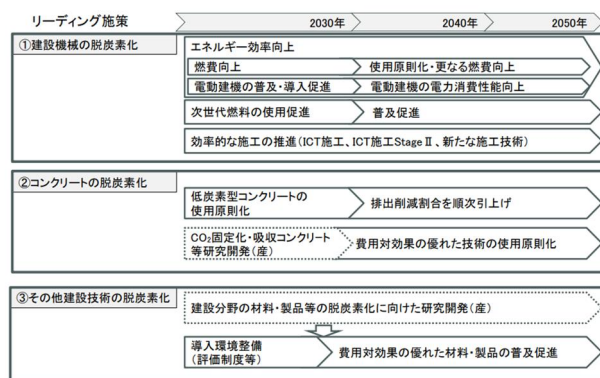 リーディング施策
2030年 2040年 2050年
①建設機械の脱炭素化
エネルギー効率向上
燃費向上 使用原則化・更なる燃費向上
電動建機の普及・導入促進 電動建機の電力消費性能向上
次世代燃料の使用促進 普及促進
効率的な施工の推進(ICT施工、ICT施工StageⅡ、新たな施工技術)
②コンクリートの脱炭素化
低炭素型コンクリートの
使用原則化
排出削減割合を順次引上げ
CO₂固定化・吸収コンクリート
等研究開発(産)
費用対効果の優れた技術の使用原則化
③その他建設技術の脱炭素化
建設分野の材料・製品等の脱炭素化に向けた研究開発(産)
導入環境整備
(評価制度等)
費用対効果の優れた材料・製品の普及促進